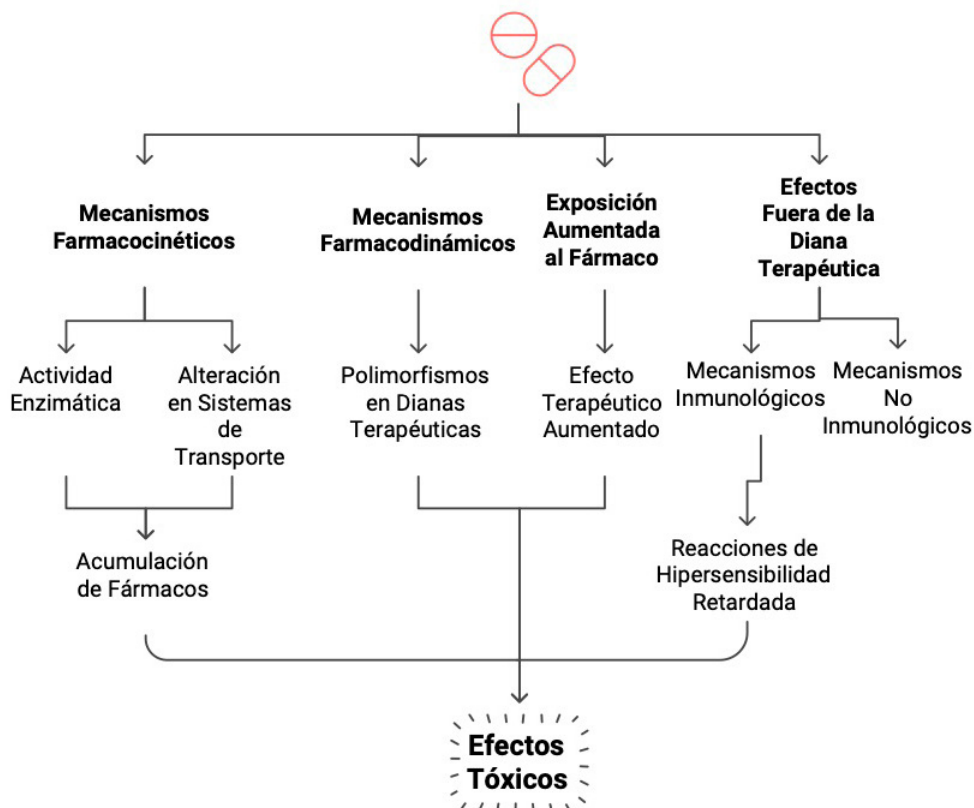 Mecanismos
Farmacocinéticos
Mecanismos
Farmacodinámicos
Exposición
Aumentada
al Fármaco
Efectos
Fuera de la
Diana
Terapéutica
Actividad
Enzimática
Alteración
en Sistemas
de
Transporte
Polimorfismos
en Dianas
Terapéuticas
Efecto
Terapéutico
Aumentado
Mecanismos
Inmunológicos
Mecanismos
No
Inmunológicos
Acumulación
de Fármacos
Reacciones de
Hipersensibilidad
Retardada
Efectos
Tóxicos